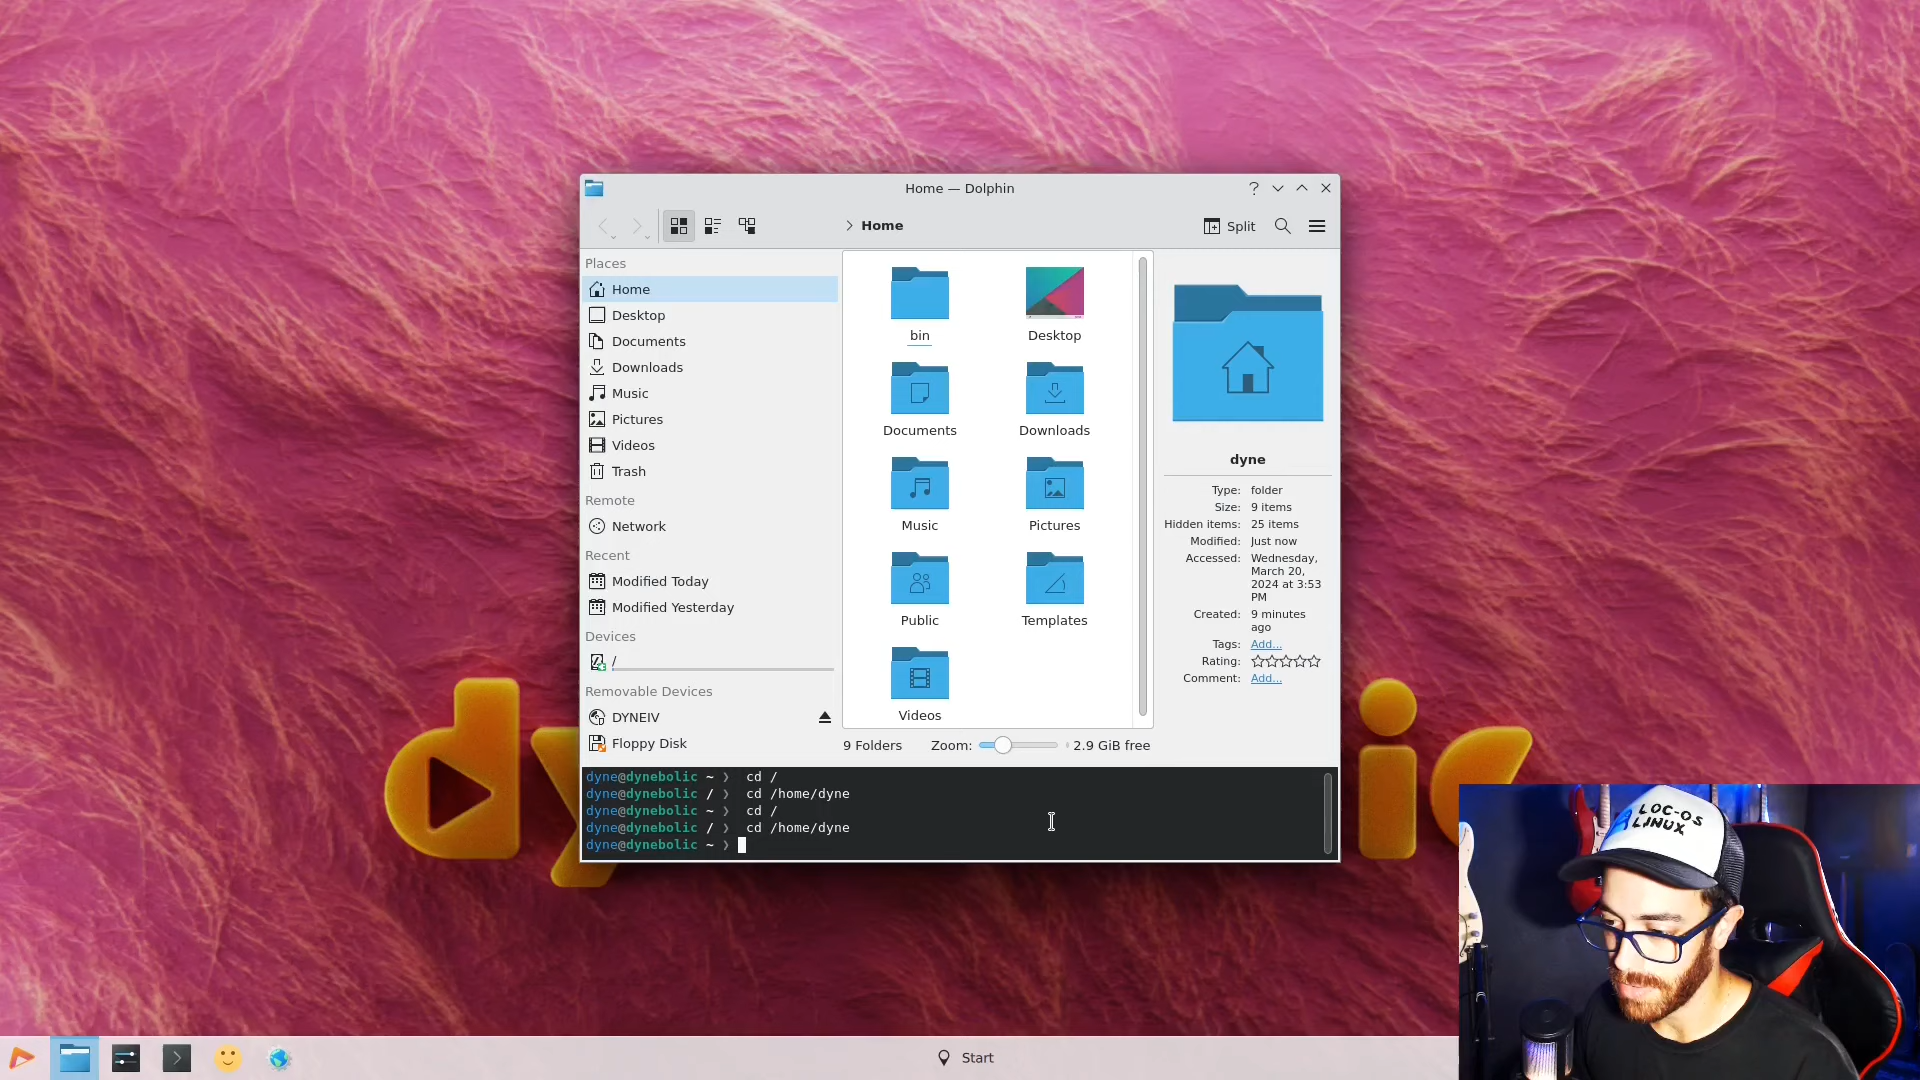 Home — Dolphin
Home
Split
Places
Home
Desktop
Documents
Downloads
Music
Pictures
Videos
Trash
Remote
Network
Recent
Modified Today
Modified Yesterday
Devices
/
Removable Devices
DYNEIV
Floppy Disk
bin
Desktop
Documents
Downloads
Music
Pictures
Public
Templates
Videos
9 Folders
Zoom:
2.9 GiB free
dyne
Type: folder
Size: 9 items
Hidden items: 25 items
Modified: Just now
Accessed: Wednesday,
March 20,
2024 at 3:53
PM
Created: 9 minutes
ago
Tags: Add...
Rating:
Comment: Add...
dyne@dynebolic ~ ❯ cd /
dyne@dynebolic / ❯ cd /home/dyne
dyne@dynebolic ~ ❯ cd /
dyne@dynebolic / ❯ cd /home/dyne
dyne@dynebolic ~ ❯
LOC-OS
LINUX
Start